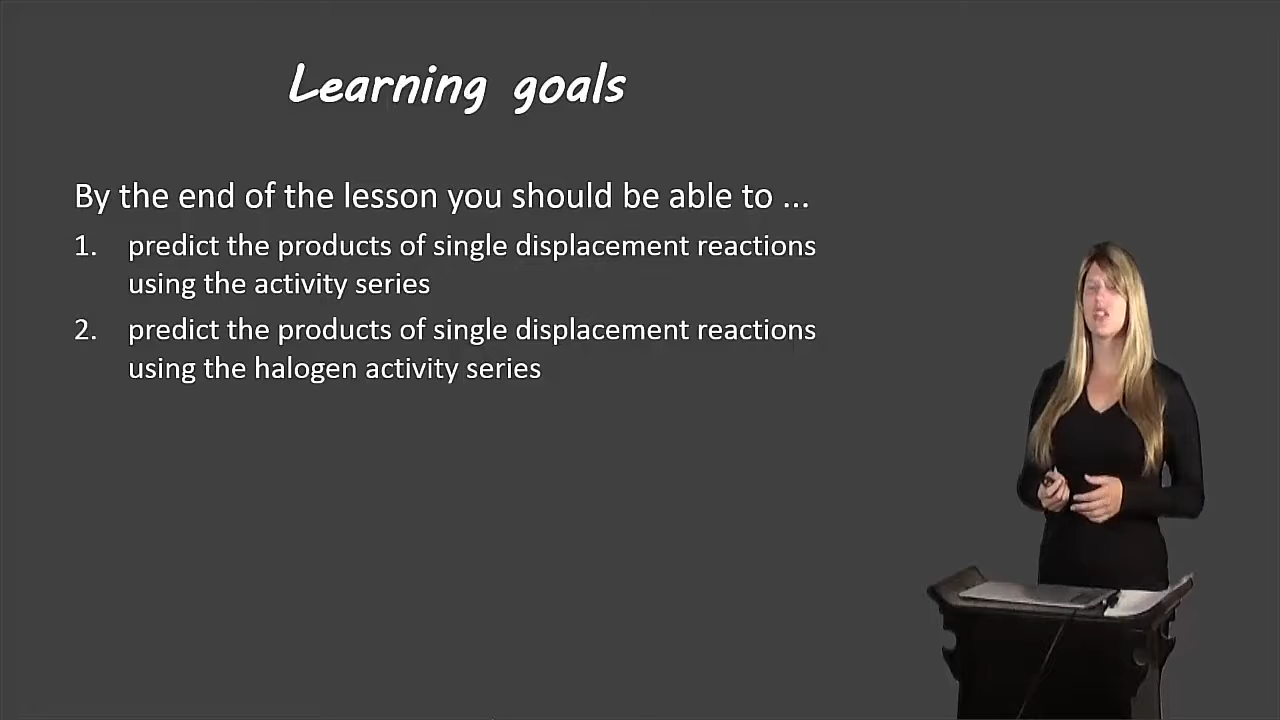 Learning goals
By the end of the lesson you should be able to ...
1. predict the products of single displacement reactions
using the activity series
2. predict the products of single displacement reactions
using the halogen activity series